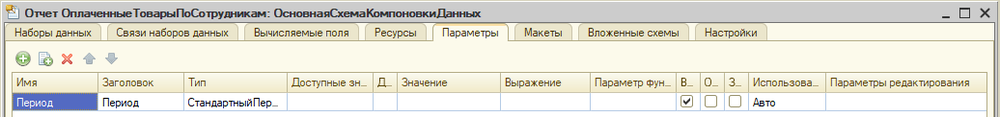 Отчет ОплаченныеТоварыПоСотрудникам: ОсновнаяСхемаКомпоновкиДанных
Наборы данных Связи наборов данных Вычисляемые поля Ресурсы Параметры Макеты Вложенные схемы Настройки
Имя Заголовок Тип Доступные зн... Д... Значение Выражение Параметр фун... В... О... З... Использова... Параметры редактирования
Период Период СтандартныйПер... Авто